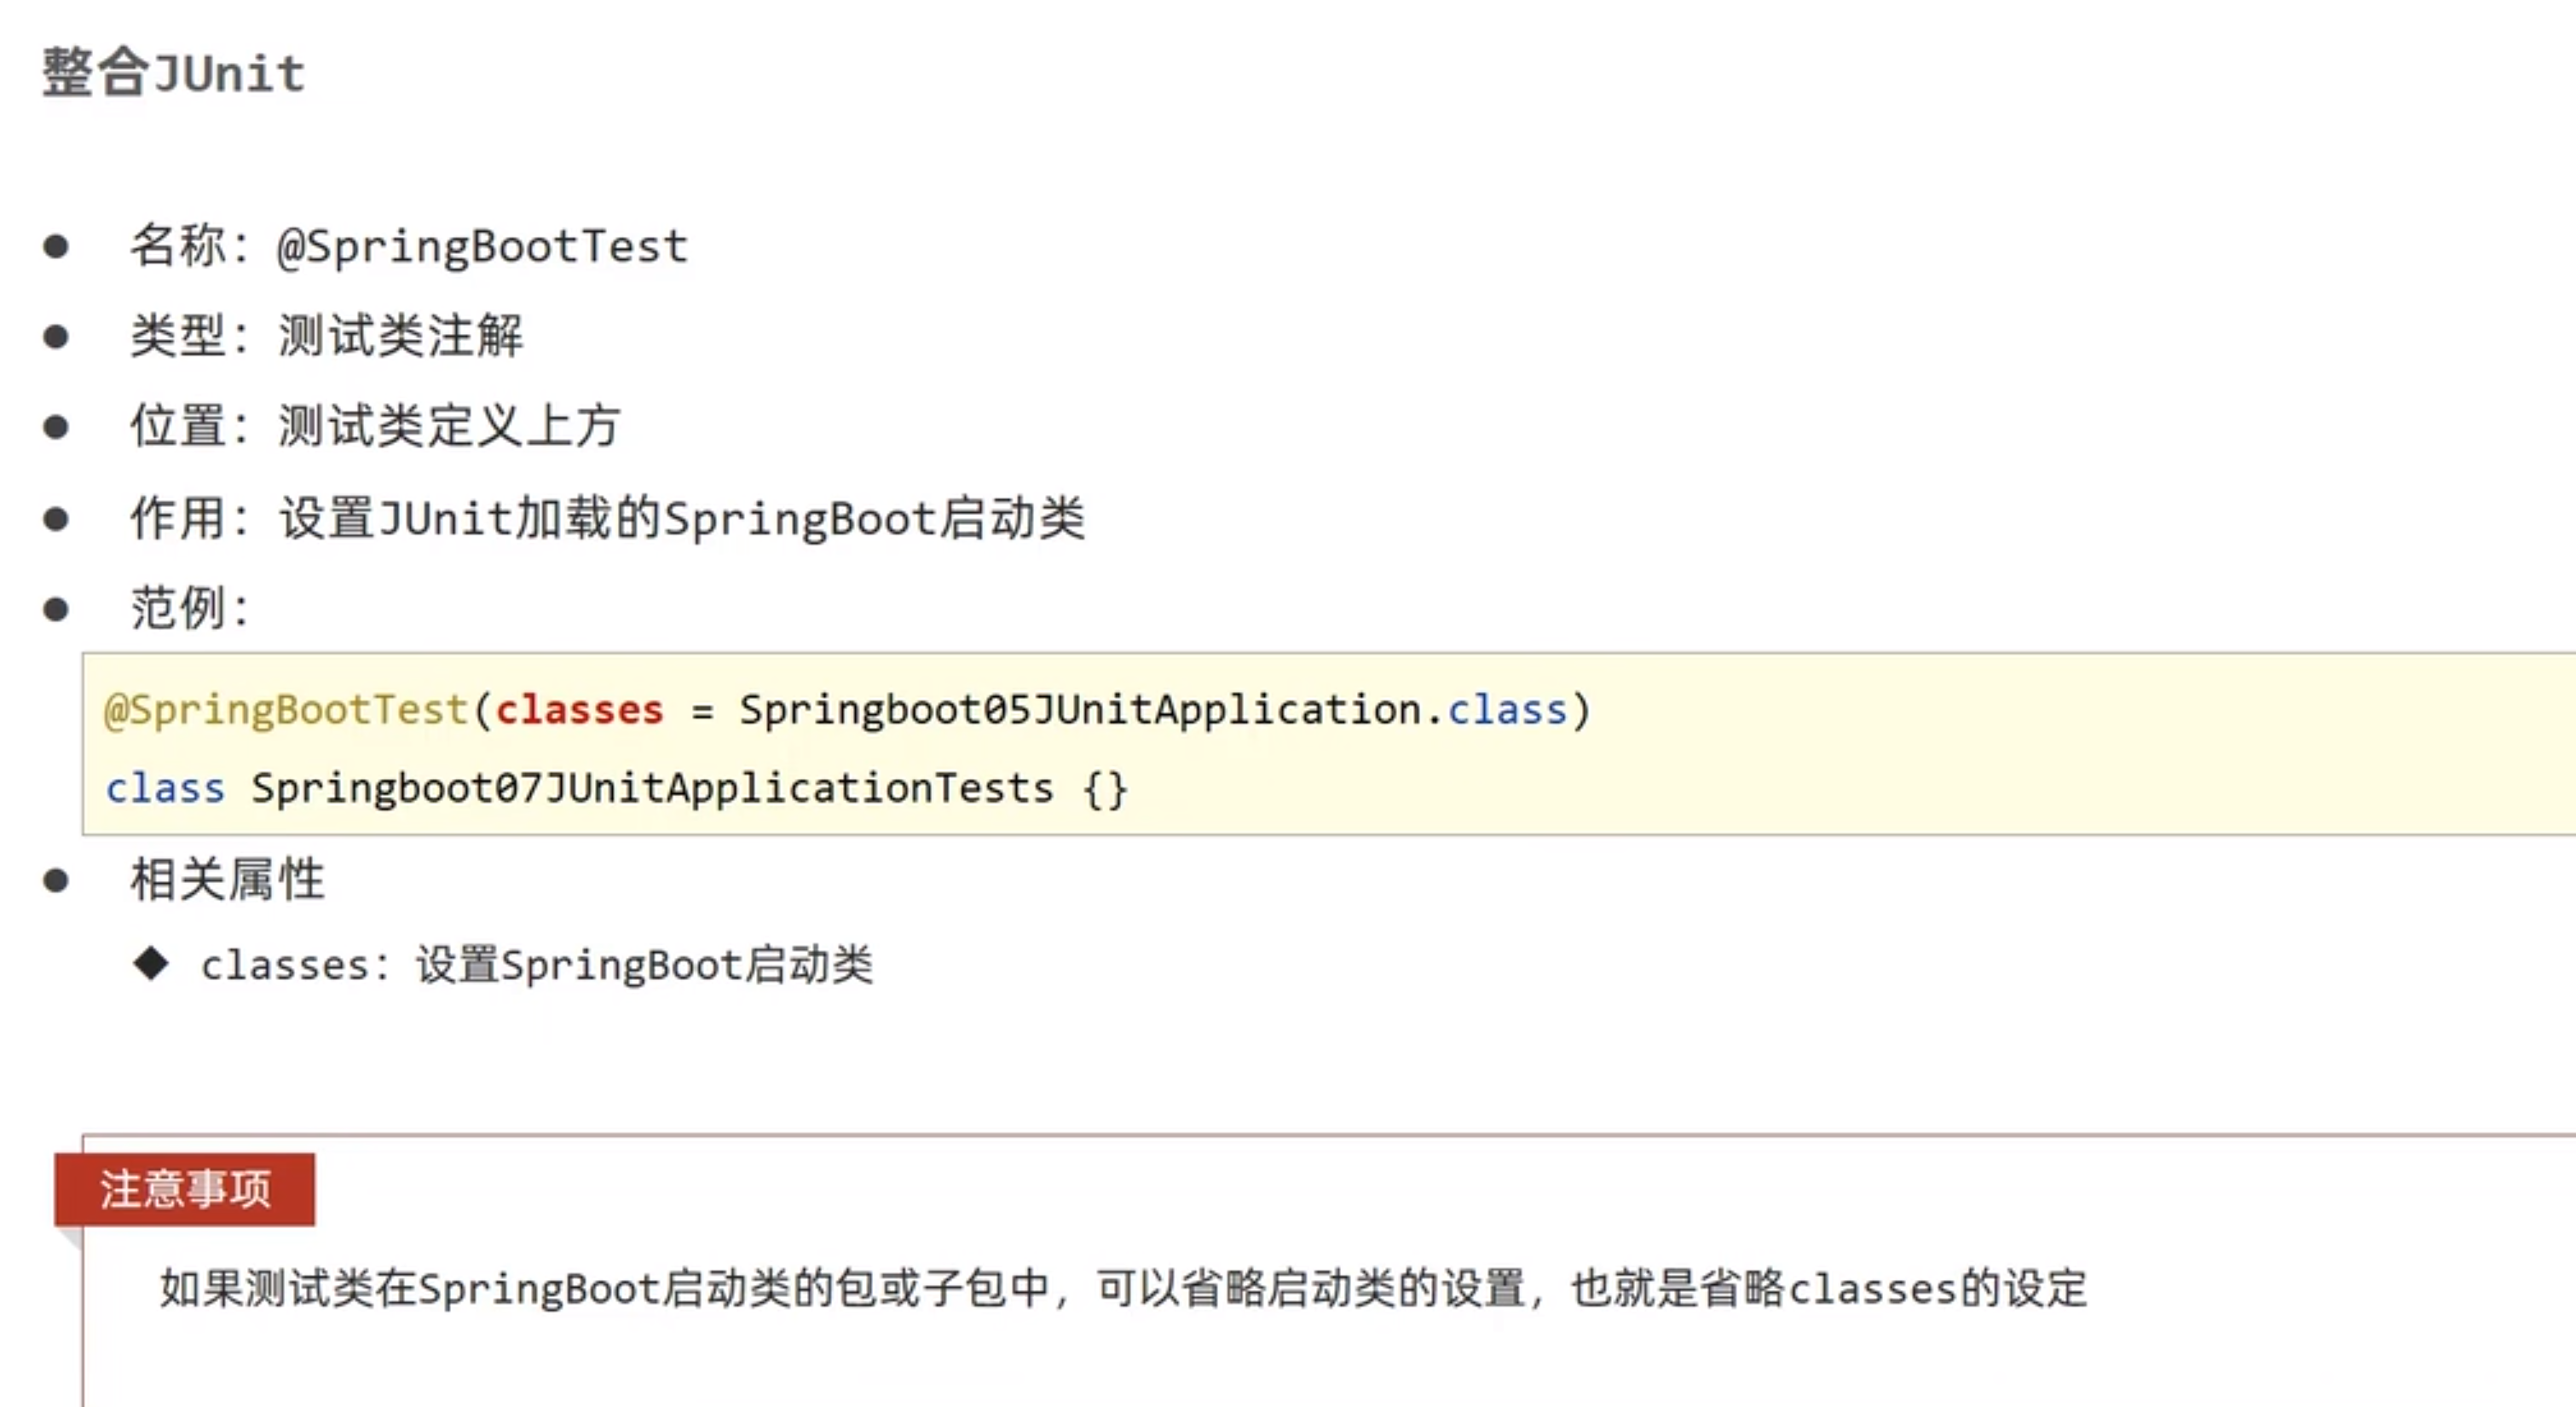 整合JUnit
● 名称：@SpringBootTest
● 类型：测试类注解
● 位置：测试类定义上方
● 作用：设置JUnit加载的SpringBoot启动类
● 范例：
@SpringBootTest(classes = Springboot05JUnitApplication.class)
class Springboot07JUnitApplicationTests {}
● 相关属性
◆ classes：设置SpringBoot启动类
注意事项
如果测试类在SpringBoot启动类的包或子包中，可以省略启动类的设置，也就是省略classes的设定